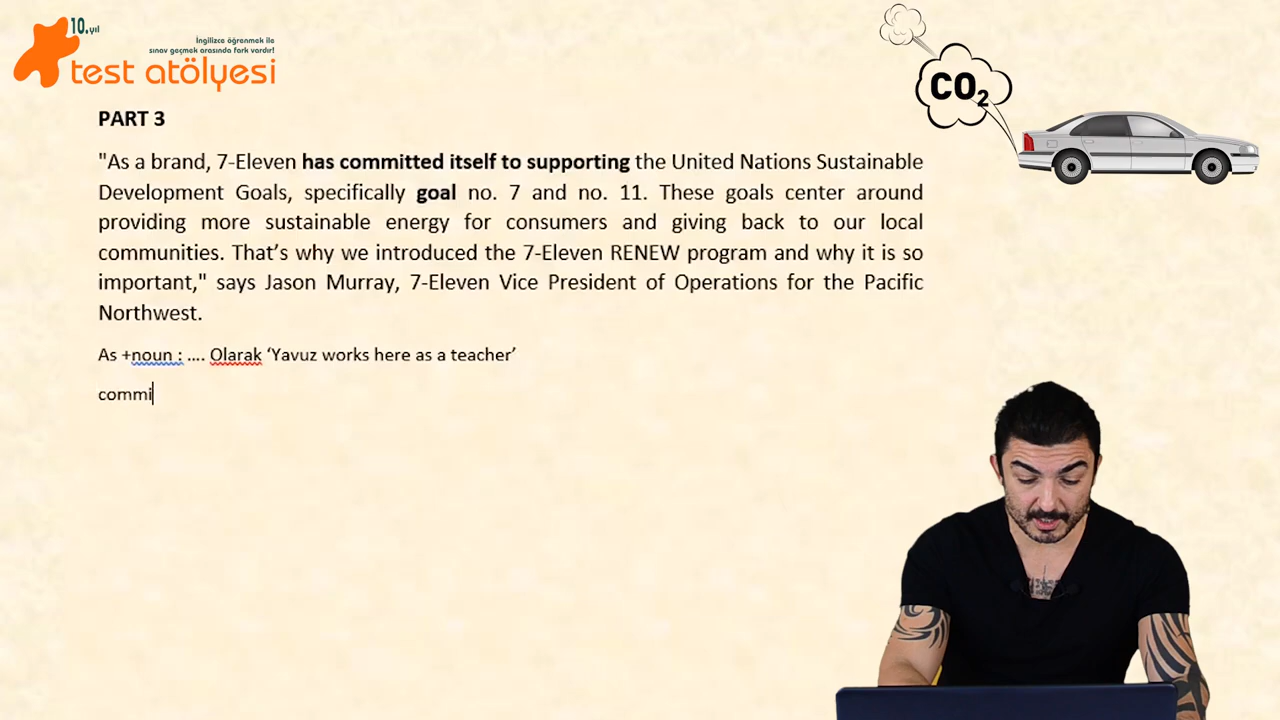 10.yıl
İngilizce öğrenmek ile
sınav geçmek arasında fark vardır!
test atölyesi
CO2
PART 3
"As a brand, 7-Eleven has committed itself to supporting the United Nations Sustainable
Development Goals, specifically goal no. 7 and no. 11. These goals center around
providing more sustainable energy for consumers and giving back to our local
communities. That’s why we introduced the 7-Eleven RENEW program and why it is so
important," says Jason Murray, 7-Eleven Vice President of Operations for the Pacific
Northwest.
As +noun : .... Olarak ‘Yavuz works here as a teacher’
commi